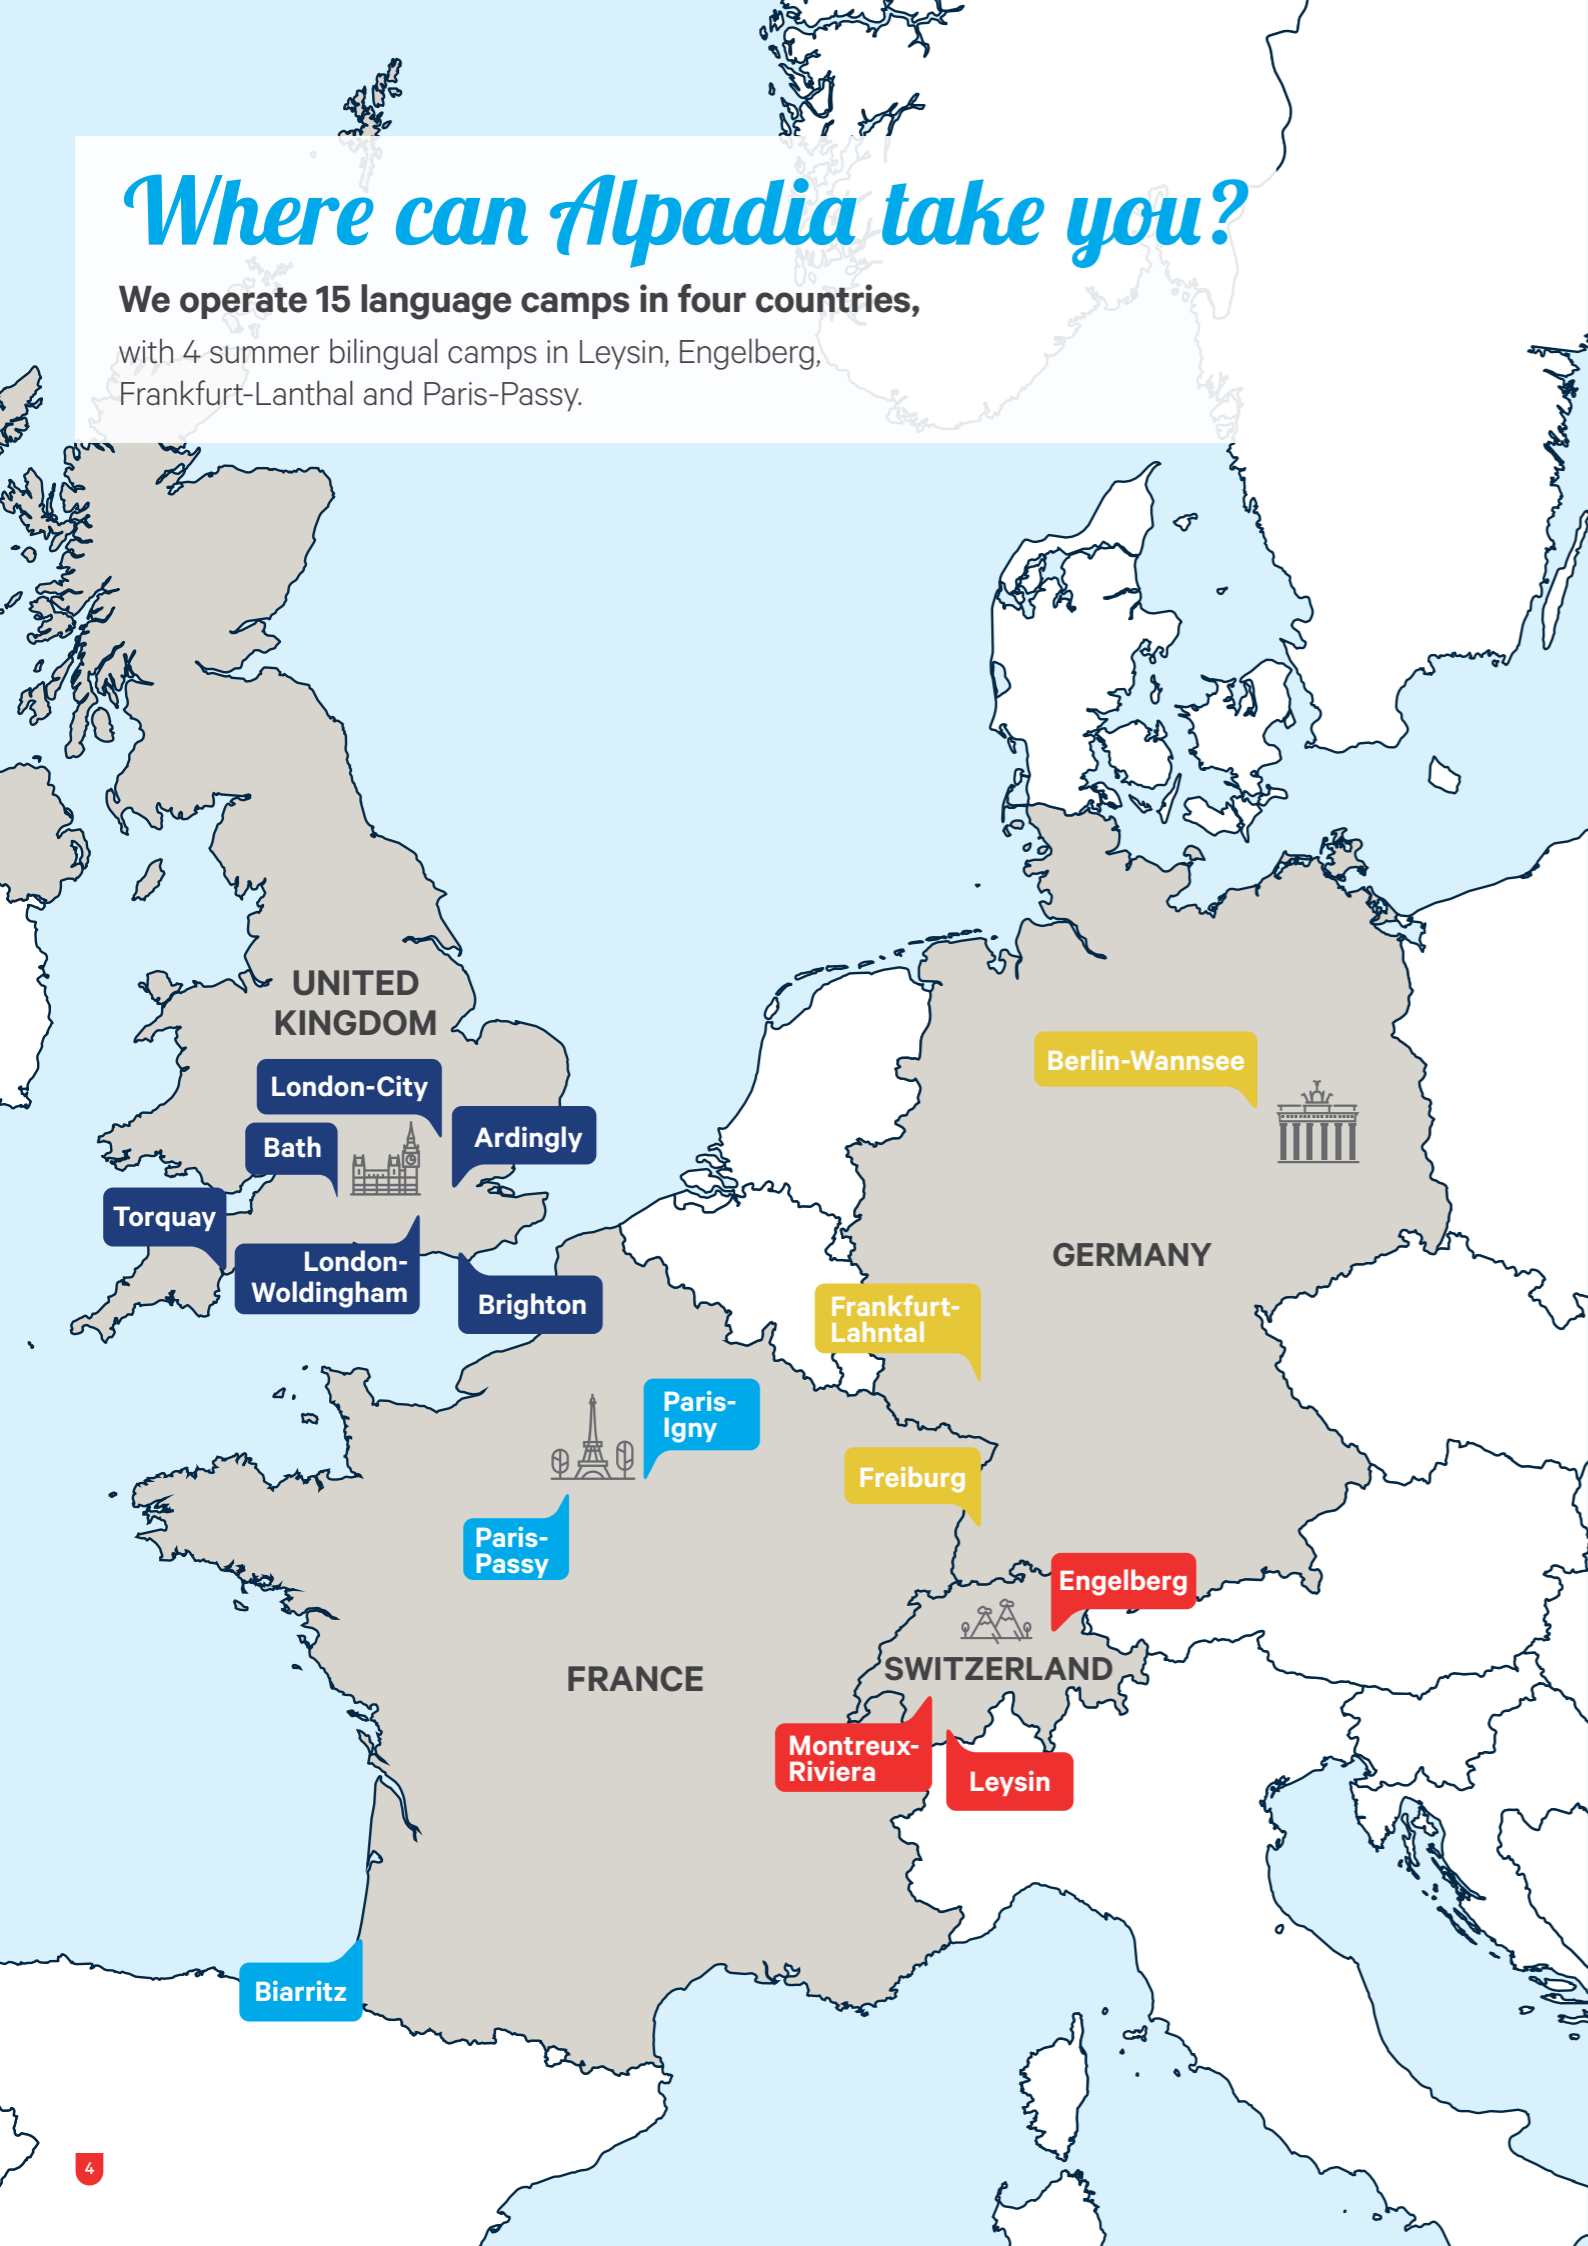 Where can Alpadia take you?
We operate 15 language camps in four countries,
with 4 summer bilingual camps in Leysin, Engelberg,
Frankfurt-Lanthal and Paris-Passy.
UNITED
KINGDOM
London-City
Ardingly
Bath
Torquay
London-
Woldingham
Brighton
Berlin-Wannsee
GERMANY
Frankfurt-
Lahntal
Freiburg
Paris-
Igny
Paris-
Passy
FRANCE
Engelberg
SWITZERLAND
Montreux-
Riviera
Leysin
Biarritz
4